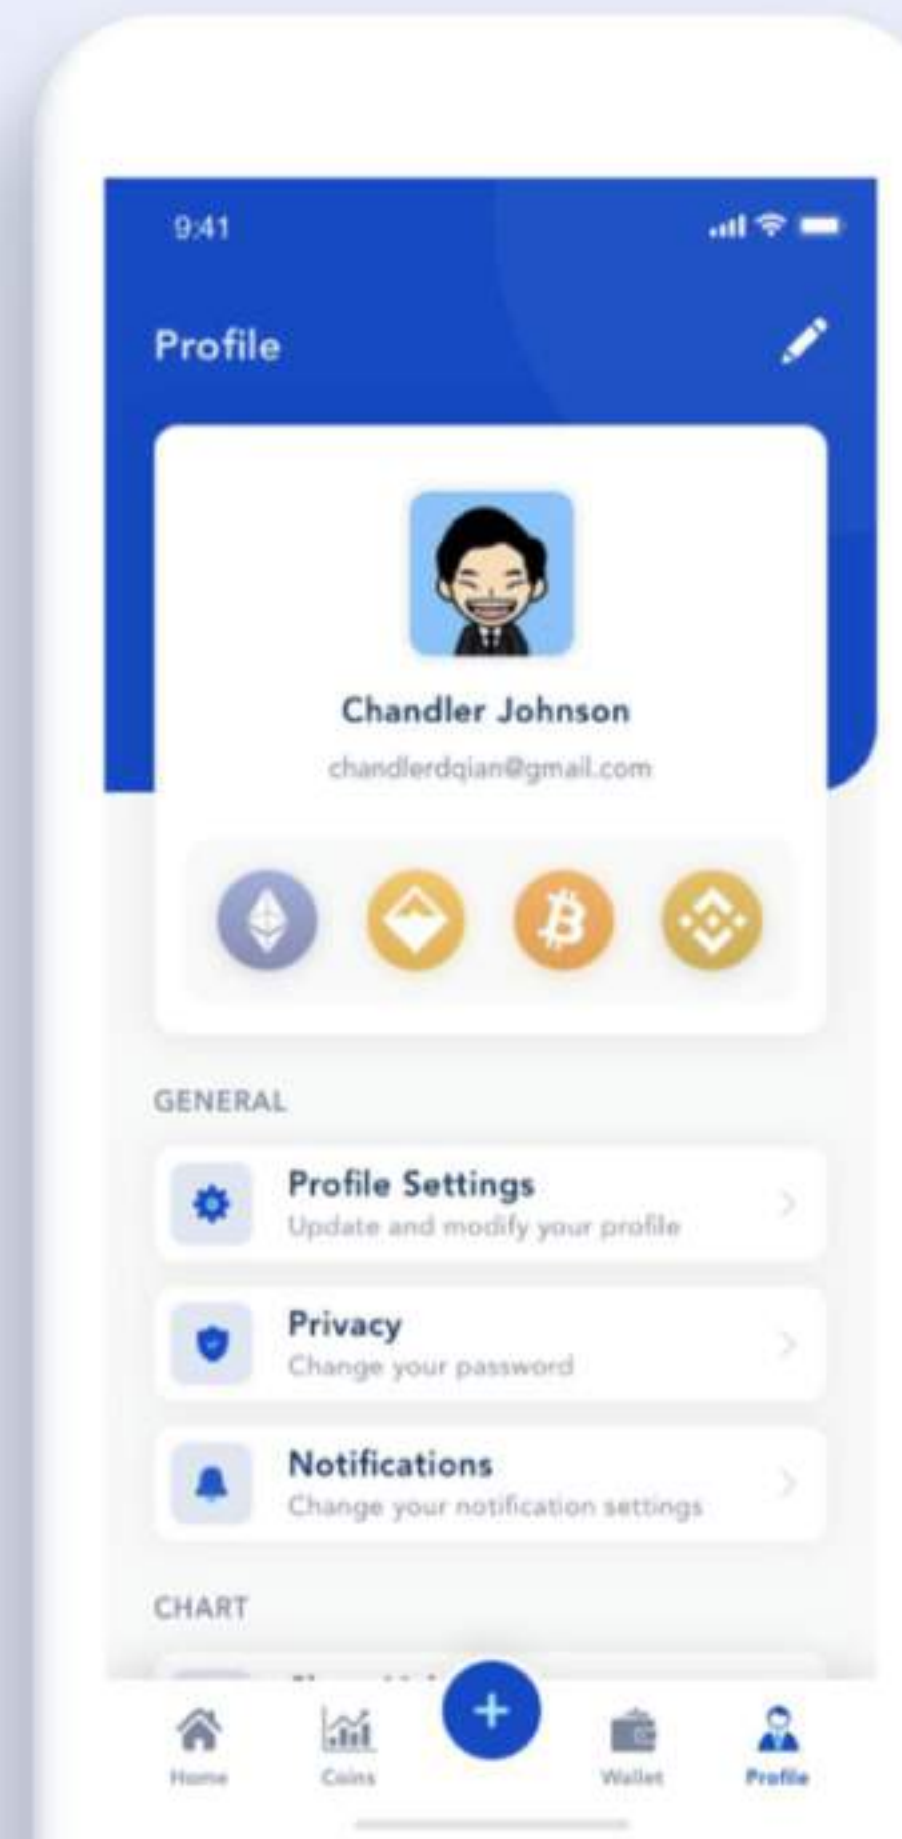 9:41
Profile
Chandler Johnson
chandlerdqian@gmail.com
GENERAL
Profile Settings
Update and modify your profile
Privacy
Change your password
Notifications
Change your notification settings
CHART
Home
Coins
Wallet
Profile